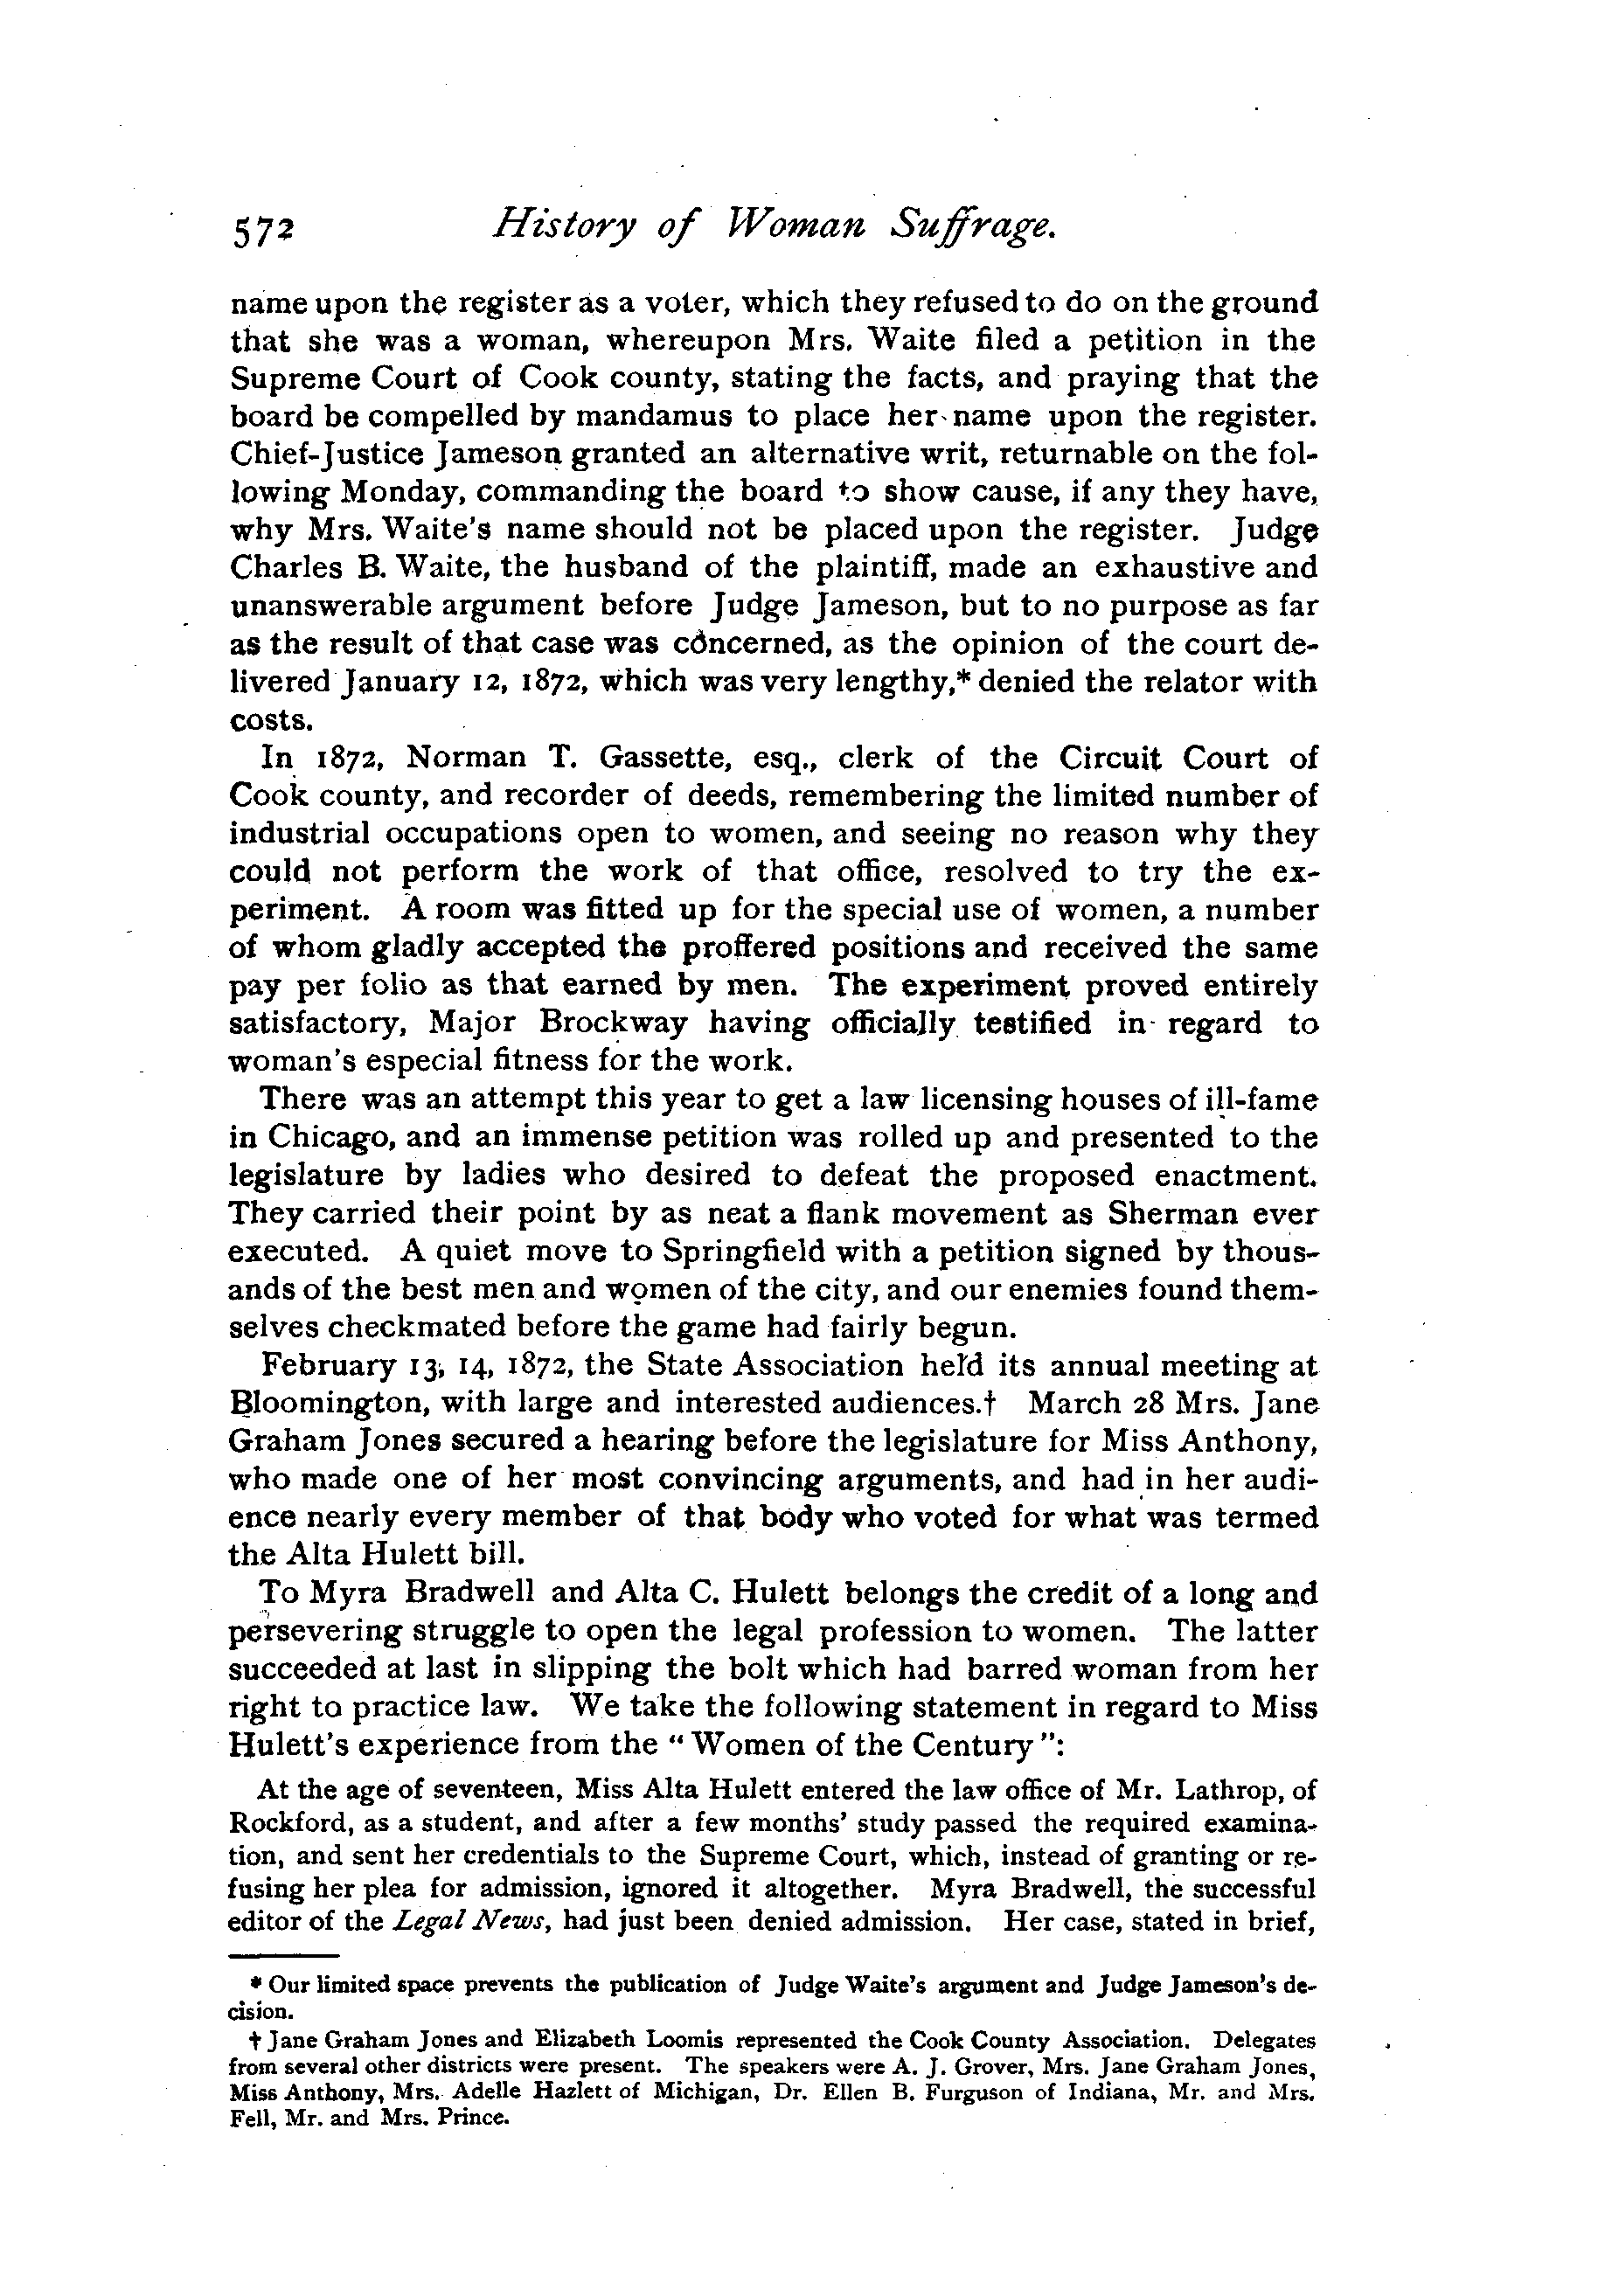 572 History of Woman Suffrage.
name upon the register as a voter, which they refused to do on the ground
that she was a woman, whereupon Mrs. Waite filed a petition in the
Supreme Court of Cook county, stating the facts, and praying that the
board be compelled by mandamus to place her name upon the register.
Chief-Justice Jameson granted an alternative writ, returnable on the fol-
lowing Monday, commanding the board to show cause, if any they have,
why Mrs. Waite's name should not be placed upon the register. Judge
Charles B. Waite, the husband of the plaintiff, made an exhaustive and
unanswerable argument before Judge Jameson, but to no purpose as far
as the result of that case was concerned, as the opinion of the court de-
livered January 12, 1872, which was very lengthy,* denied the relator with
costs.
In 1872, Norman T. Gassette, esq., clerk of the Circuit Court of
Cook county, and recorder of deeds, remembering the limited number of
industrial occupations open to women, and seeing no reason why they
could not perform the work of that office, resolved to try the ex-
periment. A room was fitted up for the special use of women, a number
of whom gladly accepted the proffered positions and received the same
pay per folio as that earned by men. The experiment proved entirely
satisfactory, Major Brockway having officially testified in regard to
woman's especial fitness for the work.
There was an attempt this year to get a law licensing houses of ill-fame
in Chicago, and an immense petition was rolled up and presented to the
legislature by ladies who desired to defeat the proposed enactment.
They carried their point by as neat a flank movement as Sherman ever
executed. A quiet move to Springfield with a petition signed by thous-
ands of the best men and women of the city, and our enemies found them-
selves checkmated before the game had fairly begun.
February 13, 14, 1872, the State Association held its annual meeting at
Bloomington, with large and interested audiences.† March 28 Mrs. Jane
Graham Jones secured a hearing before the legislature for Miss Anthony,
who made one of her most convincing arguments, and had in her audi-
ence nearly every member of that body who voted for what was termed
the Alta Hulett bill.
To Myra Bradwell and Alta C. Hulett belongs the credit of a long and
persevering struggle to open the legal profession to women. The latter
succeeded at last in slipping the bolt which had barred woman from her
right to practice law. We take the following statement in regard to Miss
Hulett's experience from the "Women of the Century":
At the age of seventeen, Miss Alta Hulett entered the law office of Mr. Lathrop, of
Rockford, as a student, and after a few months' study passed the required examina-
tion, and sent her credentials to the Supreme Court, which, instead of granting or re-
fusing her plea for admission, ignored it altogether. Myra Bradwell, the successful
editor of the Legal News, had just been denied admission. Her case, stated in brief,
* Our limited space prevents the publication of Judge Waite's argument and Judge Jameson's de-
cision.
† Jane Graham Jones and Elizabeth Loomis represented the Cook County Association. Delegates
from several other districts were present. The speakers were A. J. Grover, Mrs. Jane Graham Jones,
Miss Anthony, Mrs. Adelle Hazlett of Michigan, Dr. Ellen B. Furguson of Indiana, Mr. and Mrs.
Fell, Mr. and Mrs. Prince.